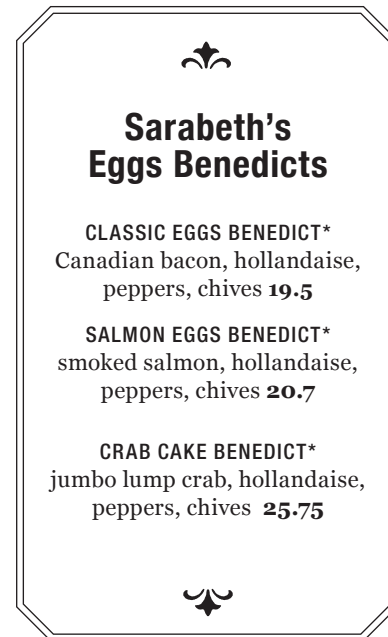 Sarabeth’s
Eggs Benedicts
CLASSIC EGGS BENEDICT*
Canadian bacon, hollandaise,
peppers, chives 19.5
SALMON EGGS BENEDICT*
smoked salmon, hollandaise,
peppers, chives 20.7
CRAB CAKE BENEDICT*
jumbo lump crab, hollandaise,
peppers, chives 25.75